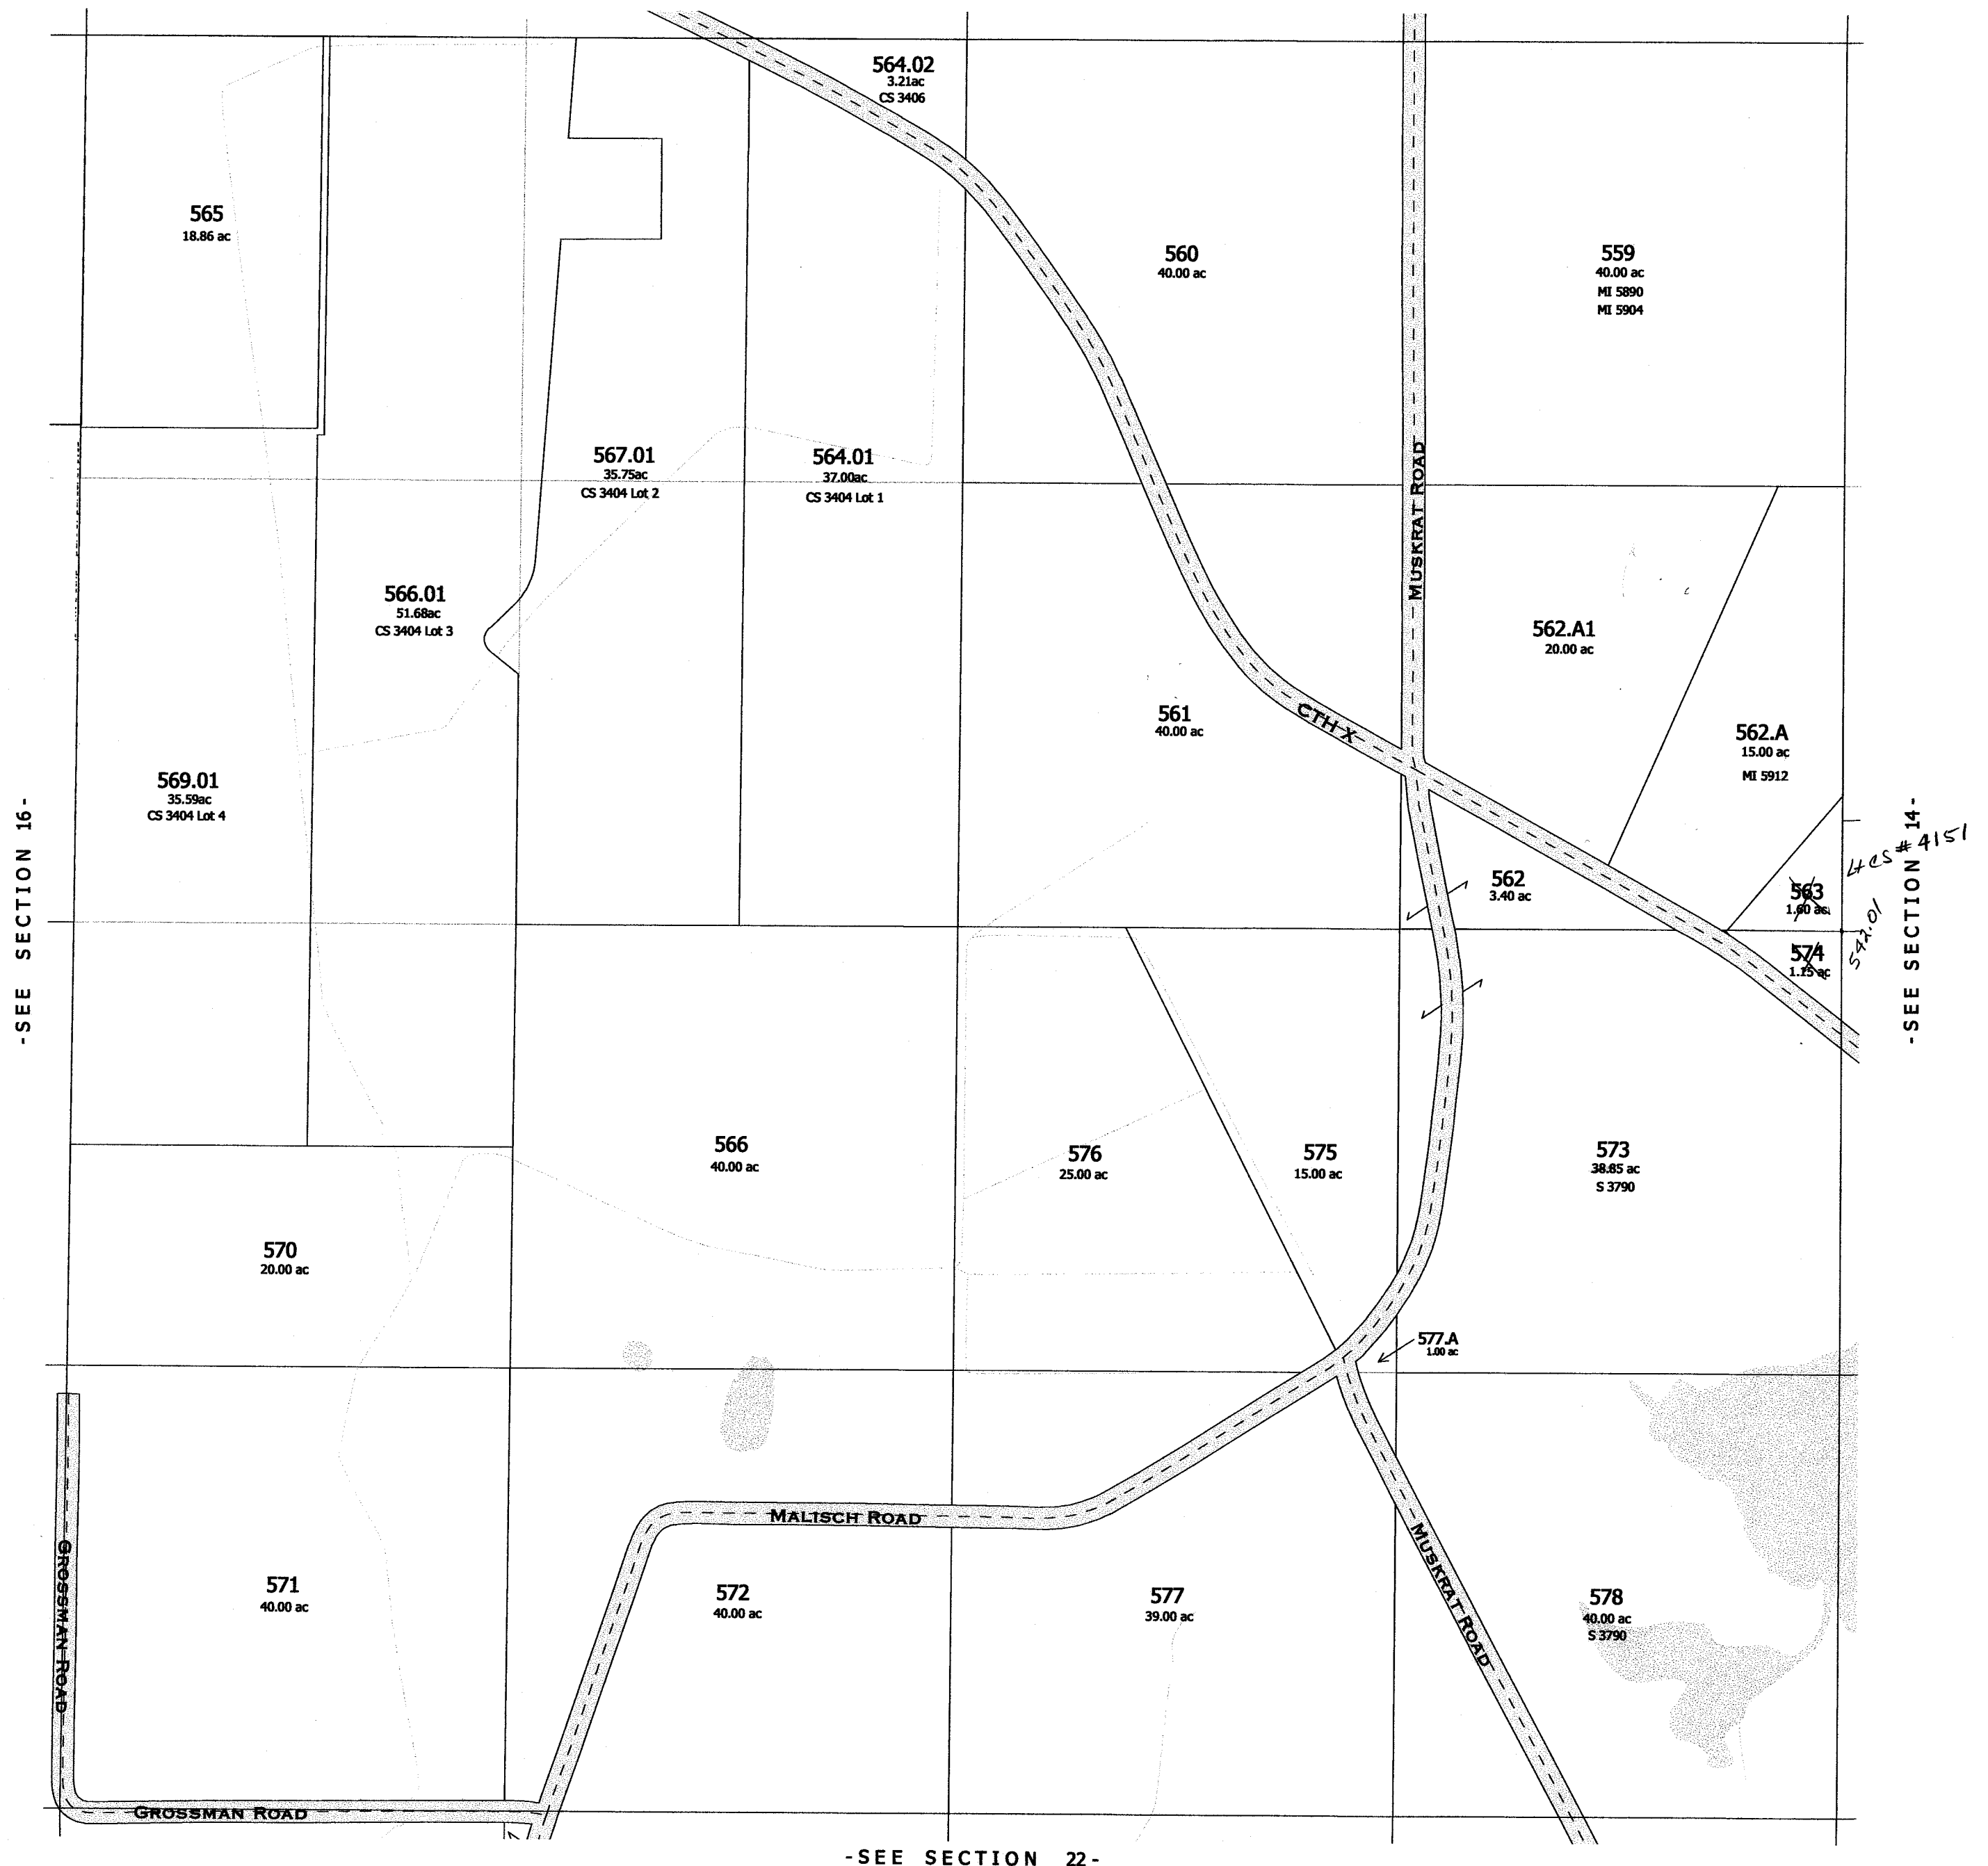 564.02
3.21ac
CS 3406
565
18.86 ac
560
40.00 ac
559
40.00 ac
MI 5890
MI 5904
567.01
35.75ac
CS 3404 Lot 2
564.01
37.00ac
CS 3404 Lot 1
MUSKRAT ROAD
566.01
51.68ac
CS 3404 Lot 3
562.A1
20.00 ac
561
40.00 ac
CTH X
562.A
15.00 ac
MI 5912
569.01
35.59ac
CS 3404 Lot 4
-SEE SECTION 16-
-SEE SECTION 14-
CS # 4151
562
3.40 ac
563
1.60 ac
542.01
574
1.15 ac
566
40.00 ac
576
25.00 ac
575
15.00 ac
573
38.85 ac
S 3790
570
20.00 ac
577.A
1.00 ac
MALISCH ROAD
GROSSMAN ROAD
MUSKRAT ROAD
571
40.00 ac
572
40.00 ac
577
39.00 ac
578
40.00 ac
S 3790
GROSSMAN ROAD
-SEE SECTION 22-